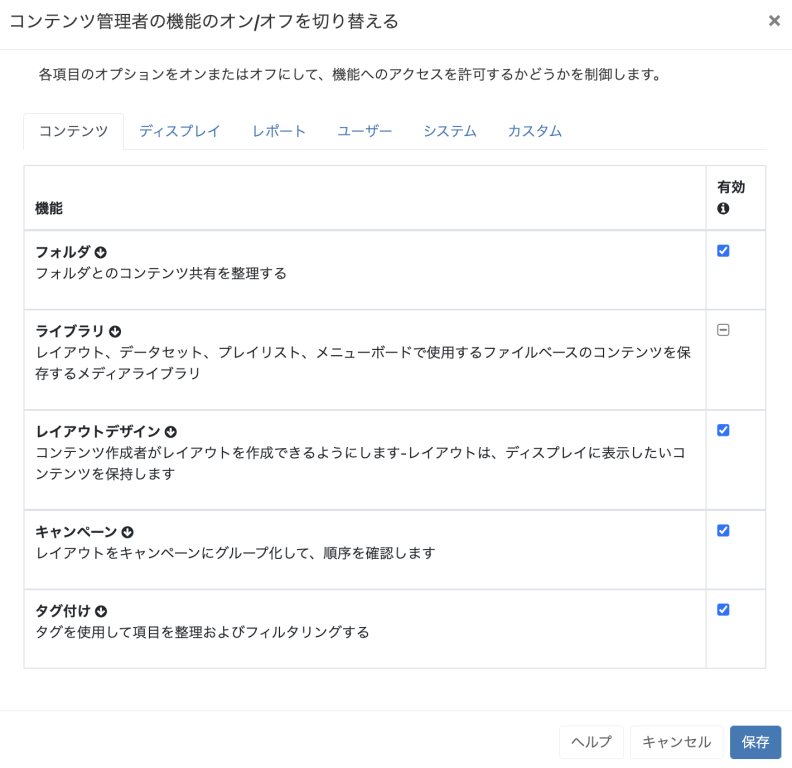 コンテンツ管理者の機能のオン/オフを切り替える ×
各項目のオプションをオンまたはオフにして、機能へのアクセスを許可するかどうかを制御します。
コンテンツ ディスプレイ レポート ユーザー システム カスタム
機能 有効
フォルダ
フォルダとのコンテンツ共有を整理する
ライブラリ
レイアウト、データセット、プレイリスト、メニューボードで使用するファイルベースのコンテンツを保
存するメディアライブラリ
レイアウトデザイン
コンテンツ作成者がレイアウトを作成できるようにします-レイアウトは、ディスプレイに表示したいコ
ンテンツを保持します
キャンペーン
レイアウトをキャンペーンにグループ化して、順序を確認します
タグ付け
タグを使用して項目を整理およびフィルタリングする
ヘルプ キャンセル 保存